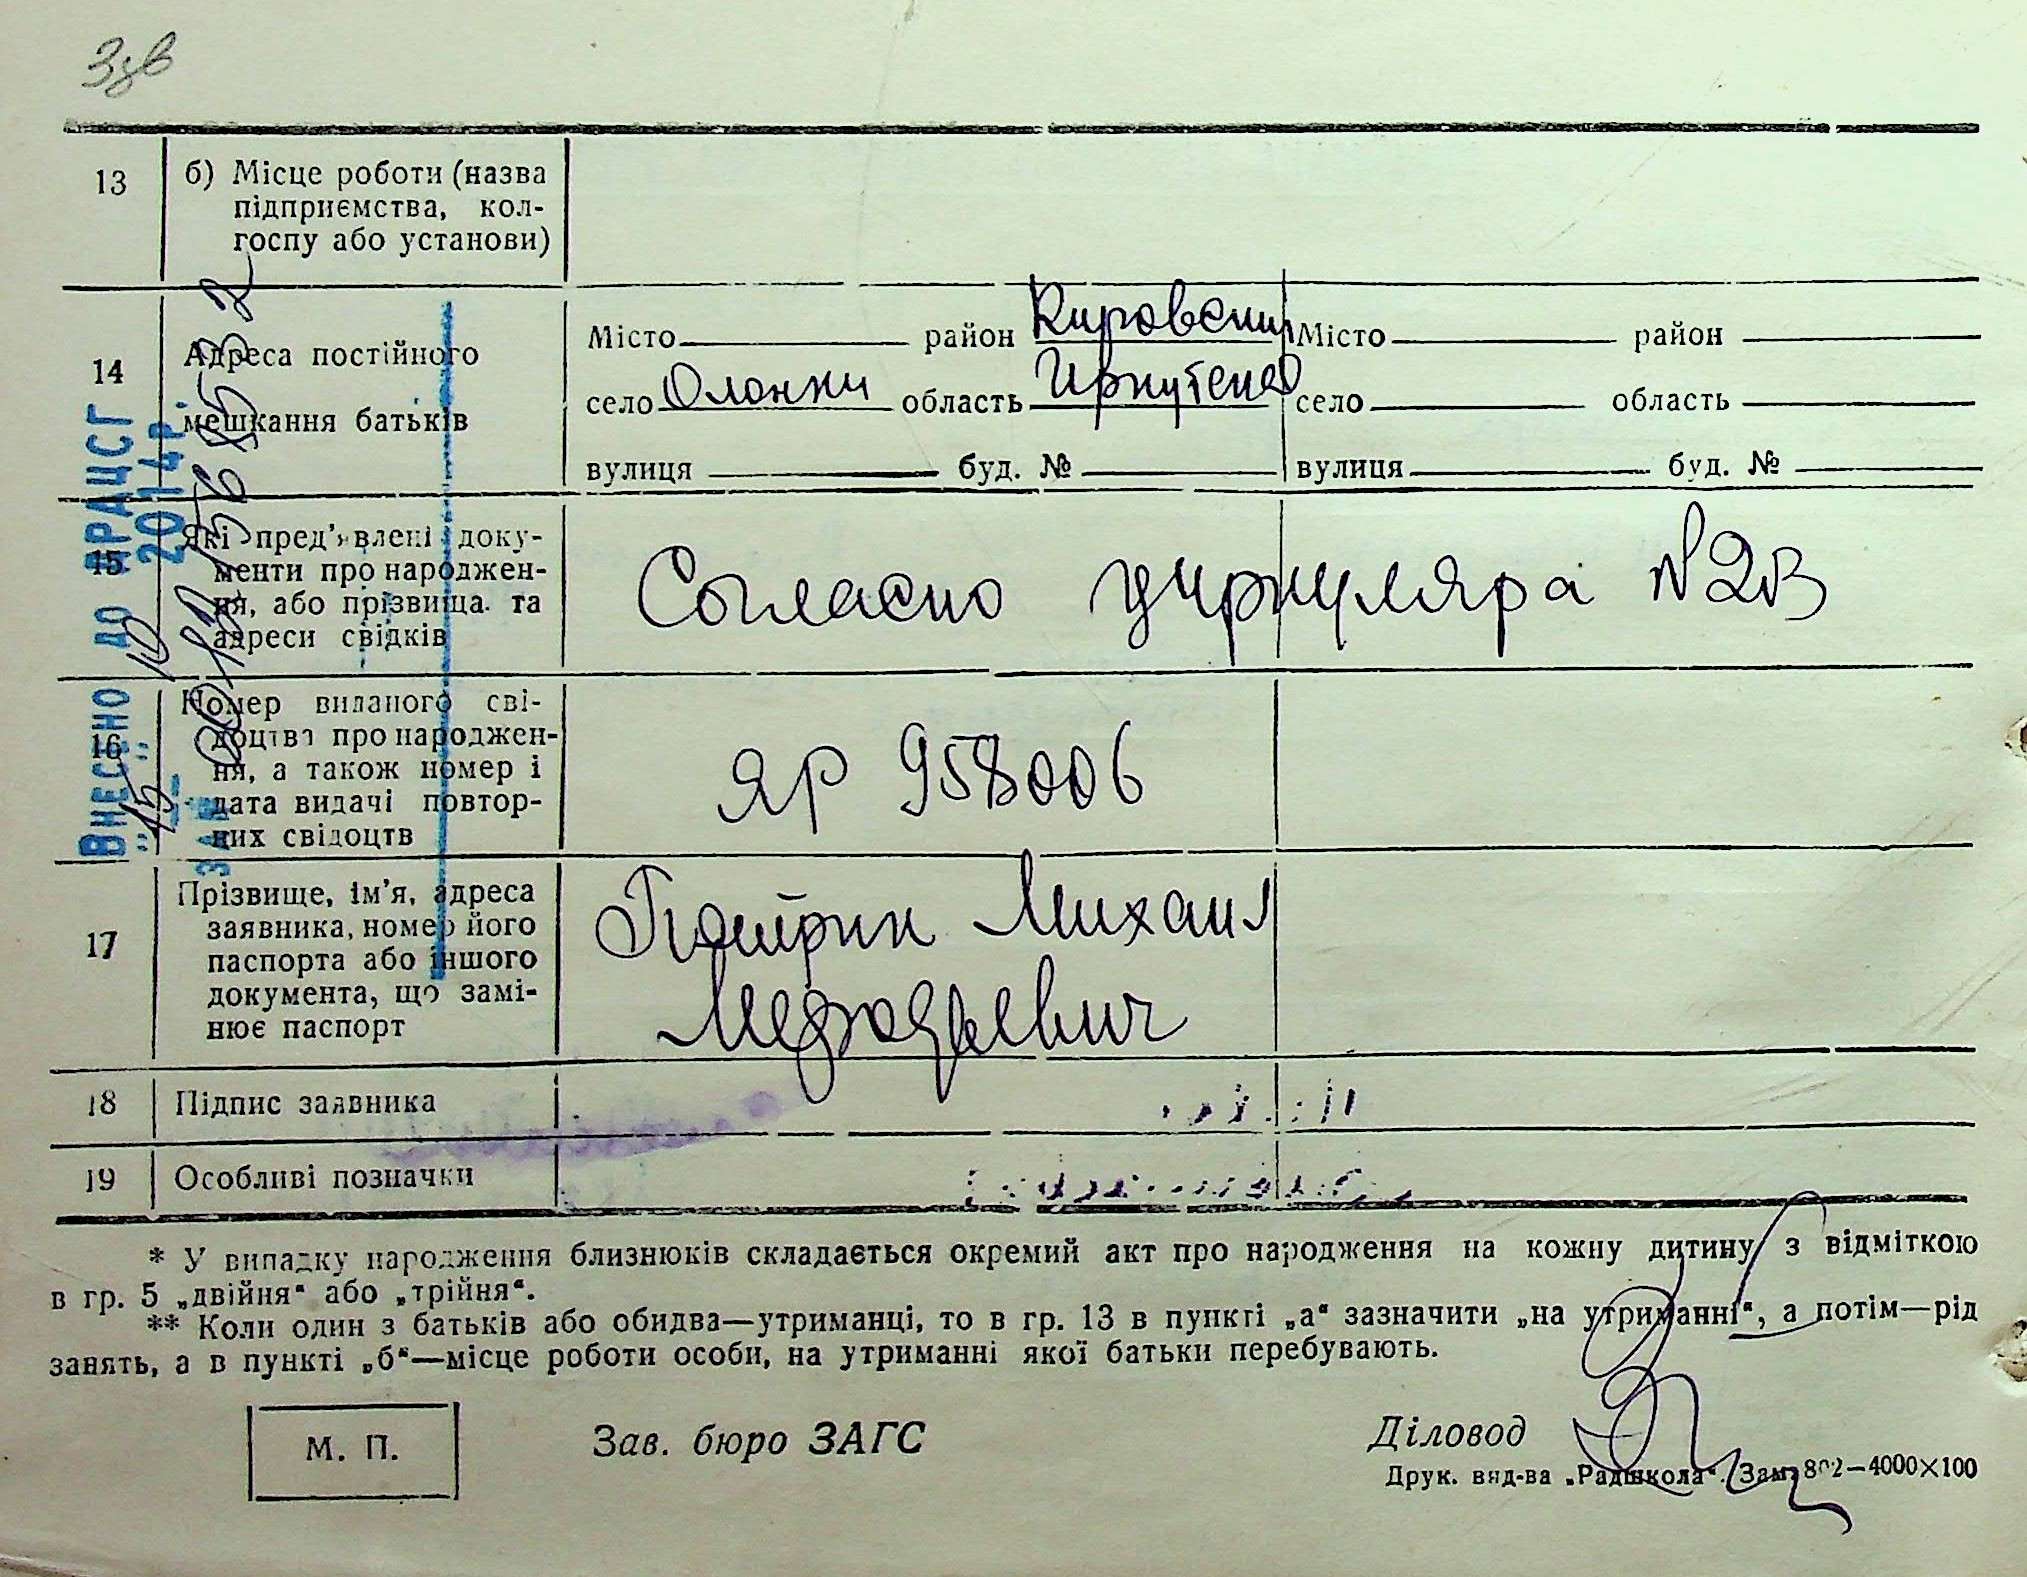 Ззв
13
б) Місце роботи (назва
підприємства, кол-
госпу або установи)
14
Адреса постійного
мешкання батьків
Місто район Кировский
село Олонки область Иркутской
вулиця буд. №
Місто район
село область
вулиця буд. №
15
Які пред'явлені доку-
менти про народжен-
ня, або прізвища та
адреси свідків
Согласно циркуляра №2В
16
Номер виданого сві-
доцтва про народжен-
ня, а також номер і
дата видачі повтор-
них свідоцтв
ЯР 958006
17
Прізвище, ім'я, адреса
заявника, номер його
паспорта або іншого
документа, що замі-
нює паспорт
Михаил
18
Підпис заявника
19
Особливі позначки
Внесено до ДРАЦСГ
"15" 10 2014р.
* У випадку народження близнюків складається окремий акт про народження на кожну дитину з відміткою
в гр. 5 „двійня“ або „трійня“.
** Коли один з батьків або обидва—утриманці, то в гр. 13 в пункті „а“ зазначити „на утриманні“, а потім—рід
занять, а в пункті „б“—місце роботи особи, на утриманні якої батьки перебувають.
М. П.
Зав. бюро ЗАГС
Діловод
Друк. вид-ва „Радшкола“. Зам. 802—4000×100